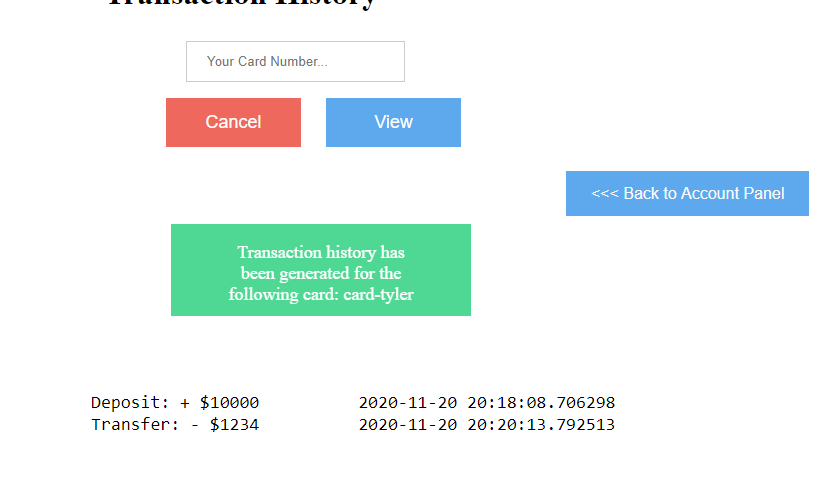 Transaction History
Your Card Number...
Cancel View
<<< Back to Account Panel
Transaction history has
been generated for the
following card: card-tyler
Deposit: + $10000 2020-11-20 20:18:08.706298
Transfer: - $1234 2020-11-20 20:20:13.792513